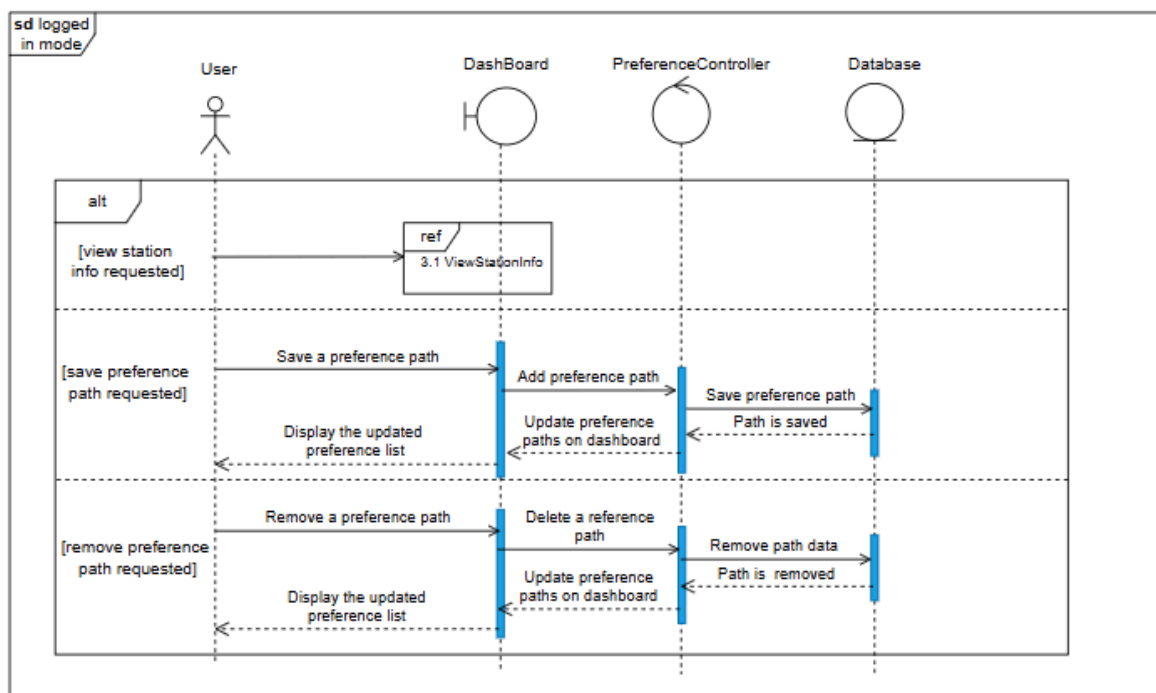 sd logged
in mode
User
DashBoard
PreferenceController
Database
alt
[view station
info requested]
ref
3.1 ViewStationInfo
[save preference
path requested]
Save a preference path
Add preference path
Save preference path
Path is saved
Update preference
paths on dashboard
Display the updated
preference list
[remove preference
path requested]
Remove a preference path
Delete a reference
path
Remove path data
Path is removed
Update preference
paths on dashboard
Display the updated
preference list